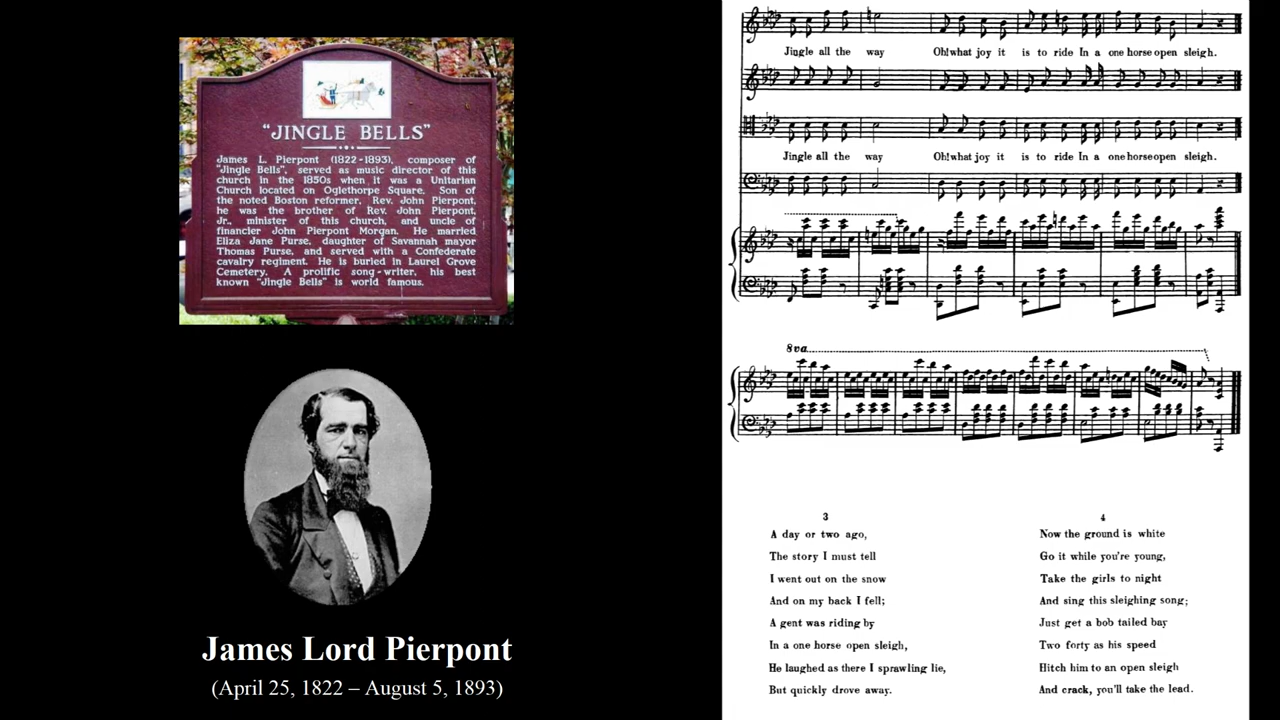 "JINGLE BELLS"
James L. Pierpont (1822-1893), composer of
"Jingle Bells", served as music director of this
church in the 1850s when it was a Unitarian
Church located on Oglethorpe Square. Son of
the noted Boston reformer, Rev. John Pierpont,
he was the brother of Rev. John Pierpont,
Jr., minister of this church, and uncle of
financier John Pierpont Morgan. He married
Eliza Jane Purse, daughter of Savannah mayor
Thomas Purse, and served with a Confederate
cavalry regiment. He is buried in Laurel Grove
Cemetery. A prolific song-writer, his best
known "Jingle Bells" is world famous.
James Lord Pierpont
(April 25, 1822 – August 5, 1893)
Jingle all the way Oh! what joy it is to ride In a one horse open sleigh.
Jingle all the way Oh! what joy it is to ride In a one horse open sleigh.
8va
3
A day or two ago,
The story I must tell
I went out on the snow
And on my back I fell;
A gent was riding by
In a one horse open sleigh,
He laughed as there I sprawling lie,
But quickly drove away.
4
Now the ground is white
Go it while you're young,
Take the girls to night
And sing this sleighing song;
Just get a bob tailed bay
Two forty as his speed
Hitch him to an open sleigh
And crack, you'll take the lead.